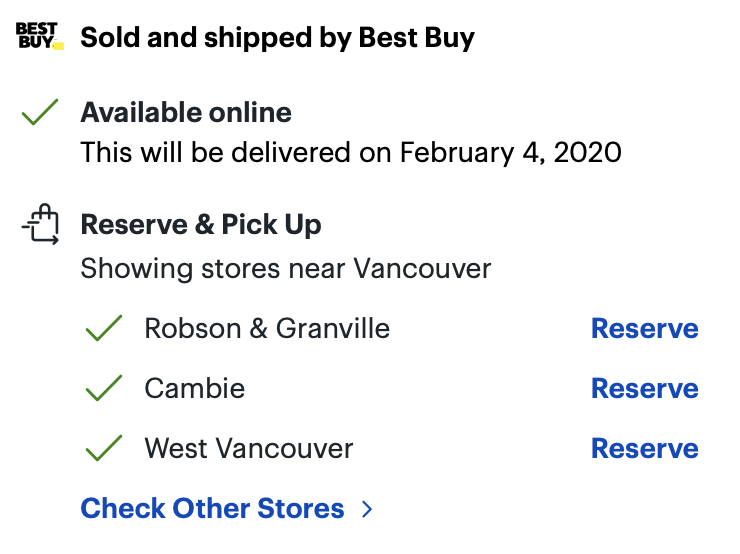 BEST
BUY
Sold and shipped by Best Buy
Available online
This will be delivered on February 4, 2020
Reserve & Pick Up
Showing stores near Vancouver
Robson & Granville Reserve
Cambie Reserve
West Vancouver Reserve
Check Other Stores